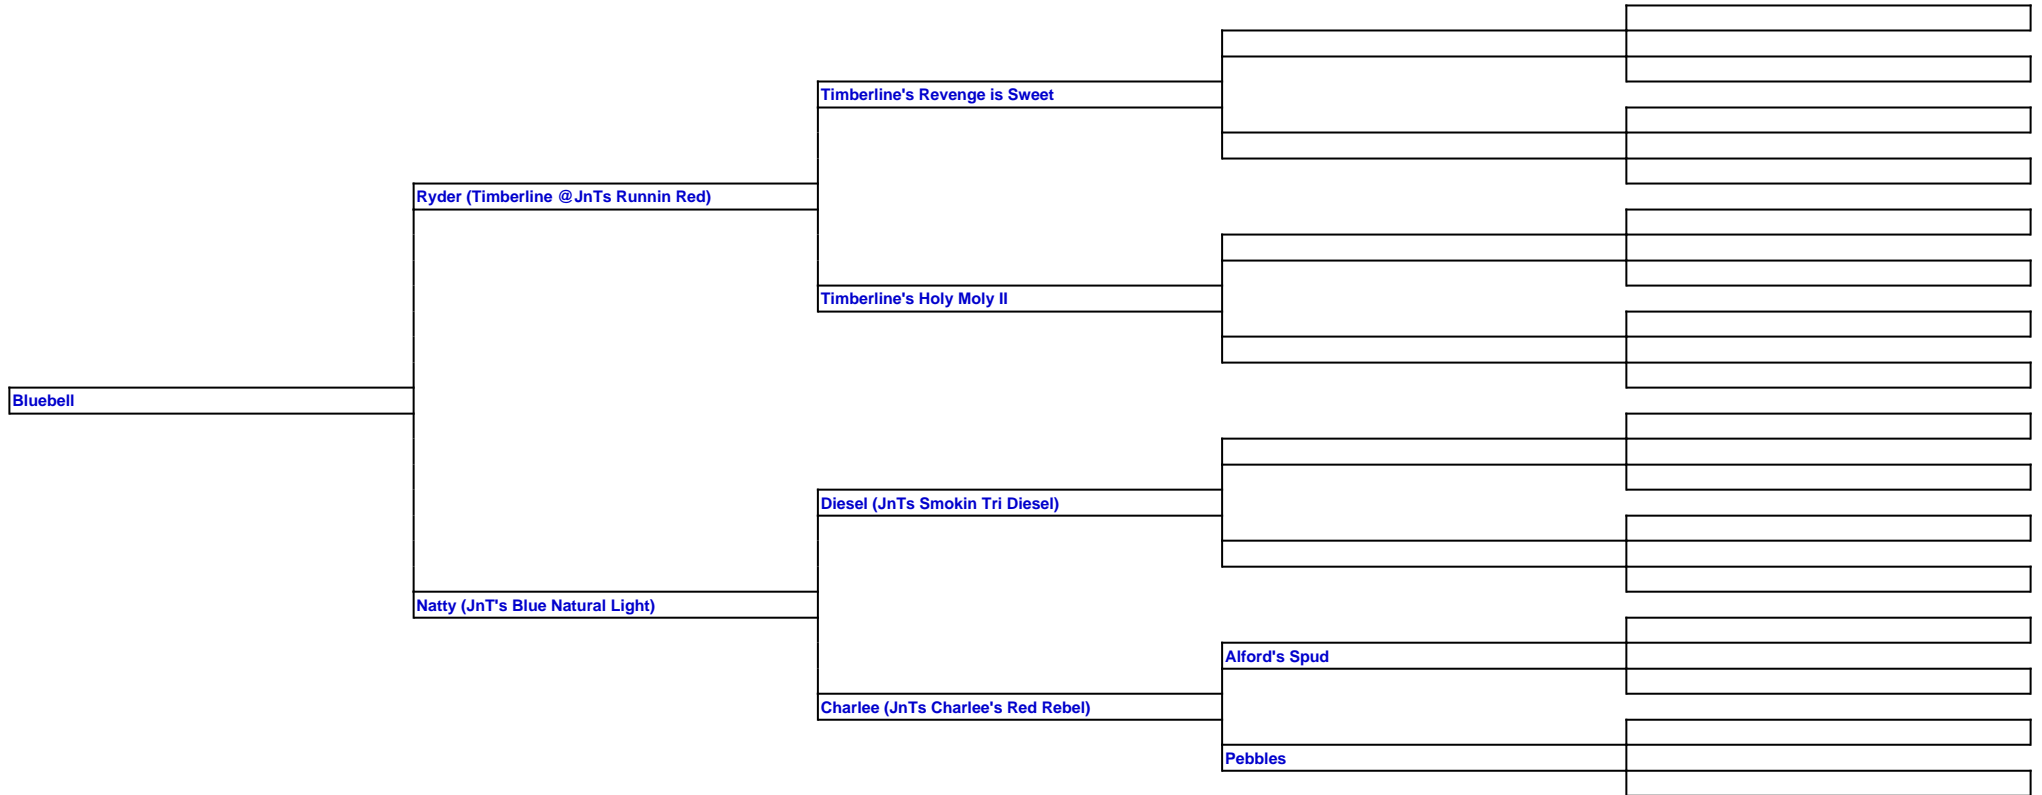 Timberline's Revenge is Sweet
Ryder (Timberline @JnTs Runnin Red)
Timberline's Holy Moly II
Bluebell
Diesel (JnTs Smokin Tri Diesel)
Natty (JnT's Blue Natural Light)
Alford's Spud
Charlee (JnTs Charlee's Red Rebel)
Pebbles